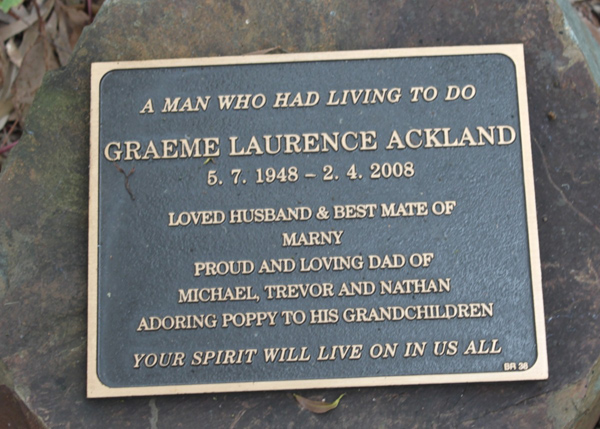 A MAN WHO HAD LIVING TO DO
GRAEME LAURENCE ACKLAND
5. 7. 1948 – 2. 4. 2008
LOVED HUSBAND & BEST MATE OF
MARNY
PROUD AND LOVING DAD OF
MICHAEL, TREVOR AND NATHAN
ADORING POPPY TO HIS GRANDCHILDREN
YOUR SPIRIT WILL LIVE ON IN US ALL
BR 36